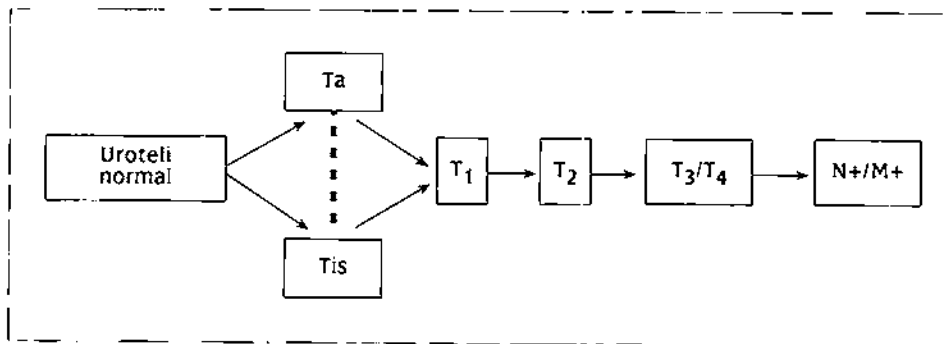 Ta
Uroteli
normal
T1
T2
T3/T4
N+/M+
Tis